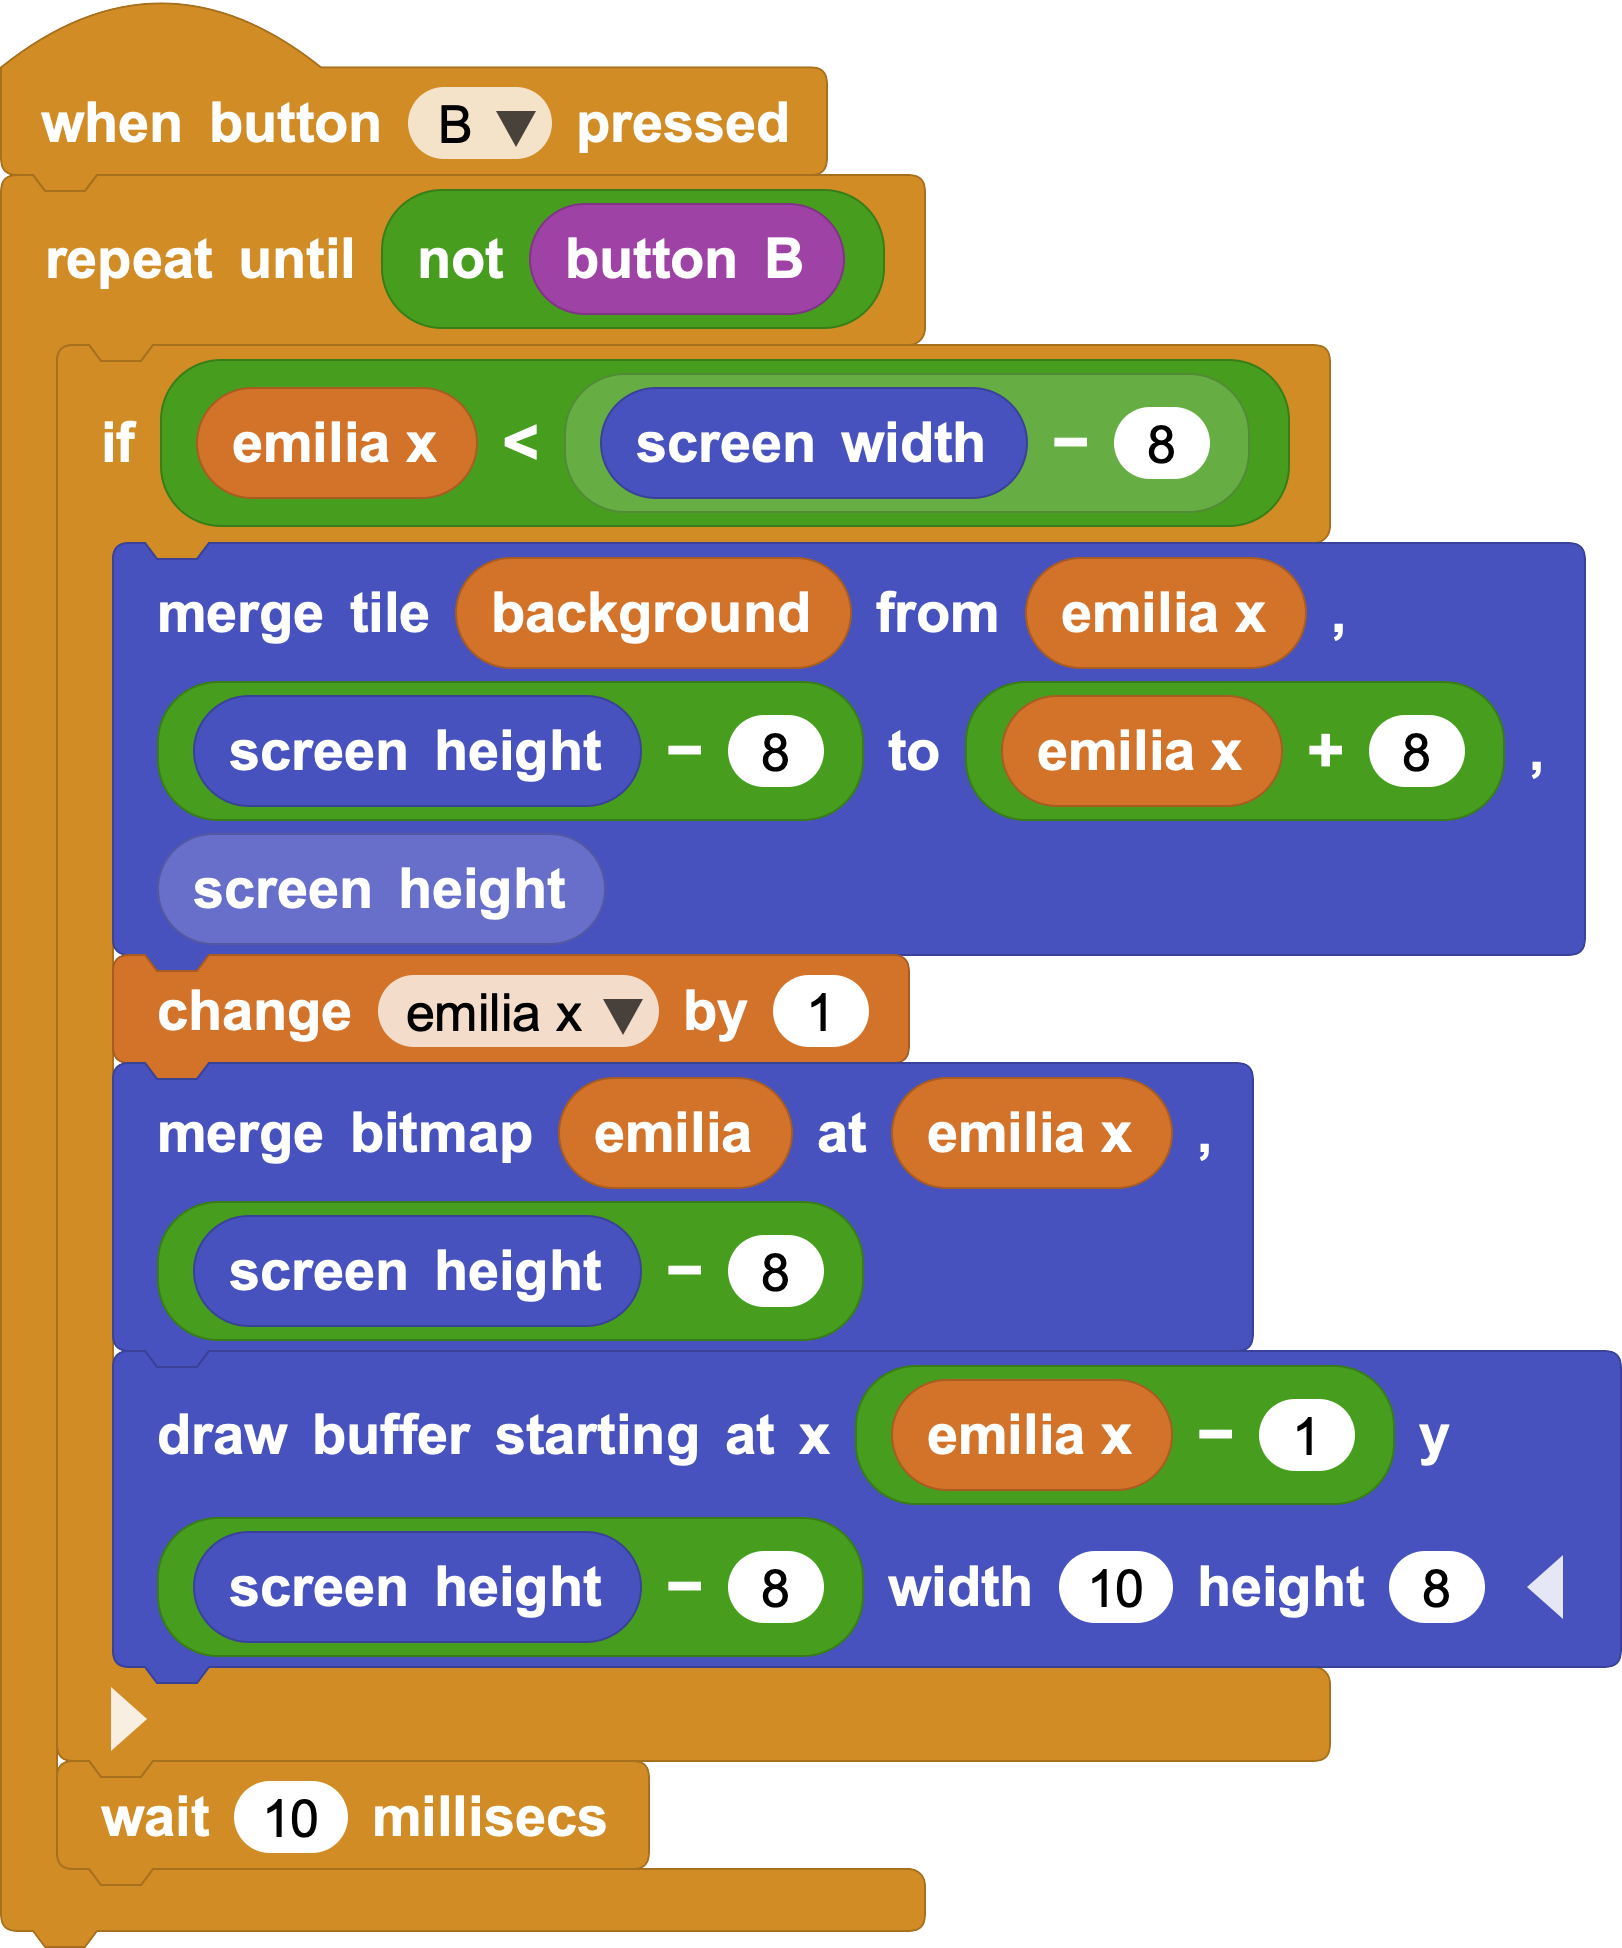 when button B pressed
repeat until not button B
if emilia x < screen width − 8
merge tile background from emilia x ,
screen height − 8 to emilia x + 8 ,
screen height
change emilia x by 1
merge bitmap emilia at emilia x ,
screen height − 8
draw buffer starting at x emilia x − 1 y
screen height − 8 width 10 height 8
wait 10 millisecs